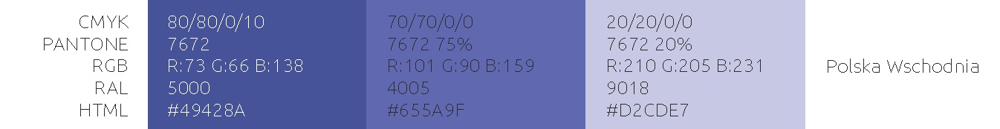 CMYK 80/80/0/10 70/70/0/0 20/20/0/0
PANTONE 7672 7672 75% 7672 20%
RGB R:73 G:66 B:138 R:101 G:90 B:159 R:210 G:205 B:231 Polska Wschodnia
RAL 5000 4005 9018
HTML #49428A #655A9F #D2CDE7